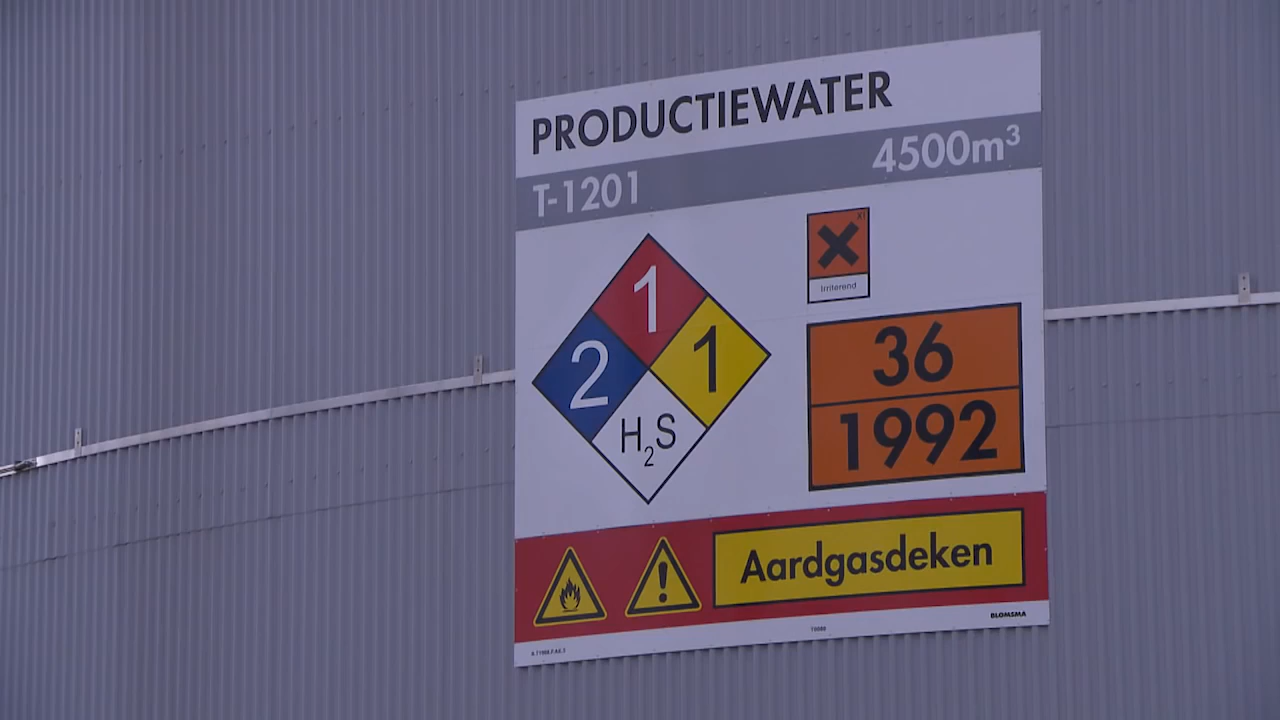 PRODUCTIEWATER
4500m³
T-1201
Xi
Irriterend
1
2
1
H₂S
36
1992
Aardgasdeken
BLOMSMA